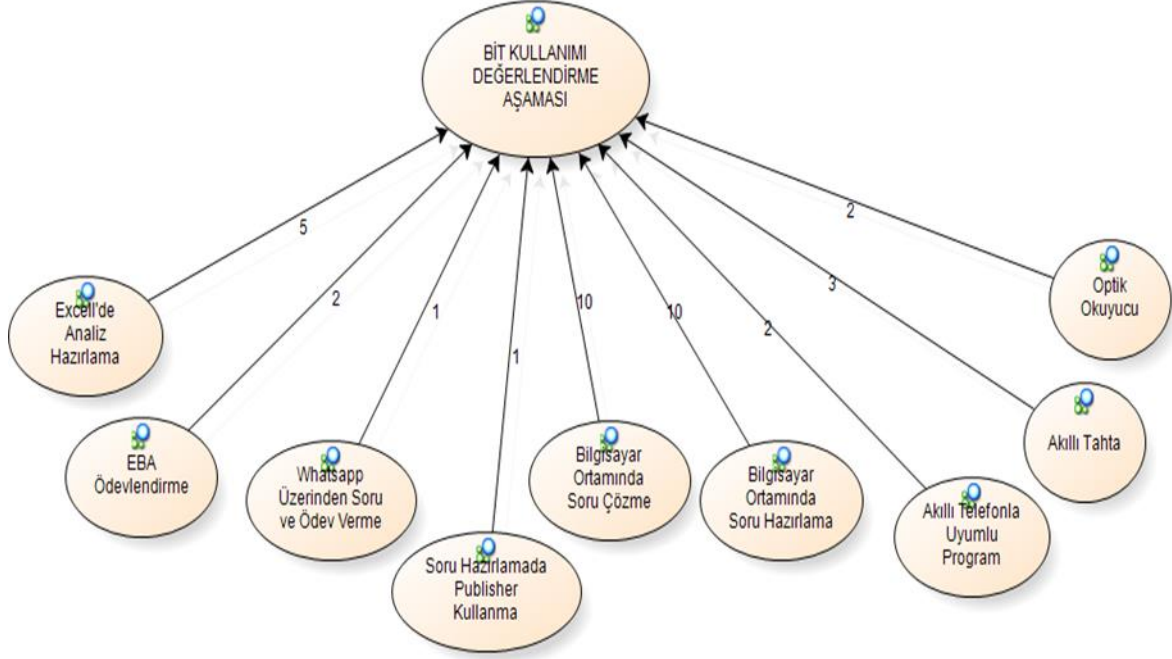 BİT KULLANIMI
DEĞERLENDİRME
AŞAMASI
5
2
1
1
10
10
2
3
2
Excell'de
Analiz
Hazırlama
EBA
Ödevlendirme
Whatsapp
Üzerinden Soru
ve Ödev Verme
Soru Hazırlamada
Publisher
Kullanma
Bilgisayar
Ortamında
Soru Çözme
Bilgisayar
Ortamında
Soru Hazırlama
Akıllı Telefonla
Uyumlu
Program
Akıllı Tahta
Optik
Okuyucu